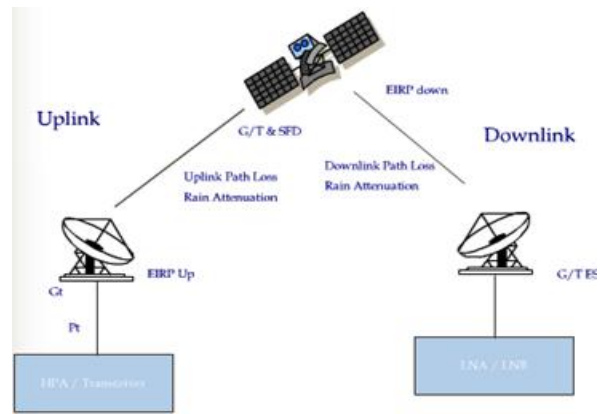 Uplink
EIRP down
Downlink
G/T & SFD
Uplink Path Loss
Rain Attenuation
Downlink Path Loss
Rain Attenuation
EIRP Up
G/T ES
Gt
Pt
HPA / Transceiver
LNA / LNB